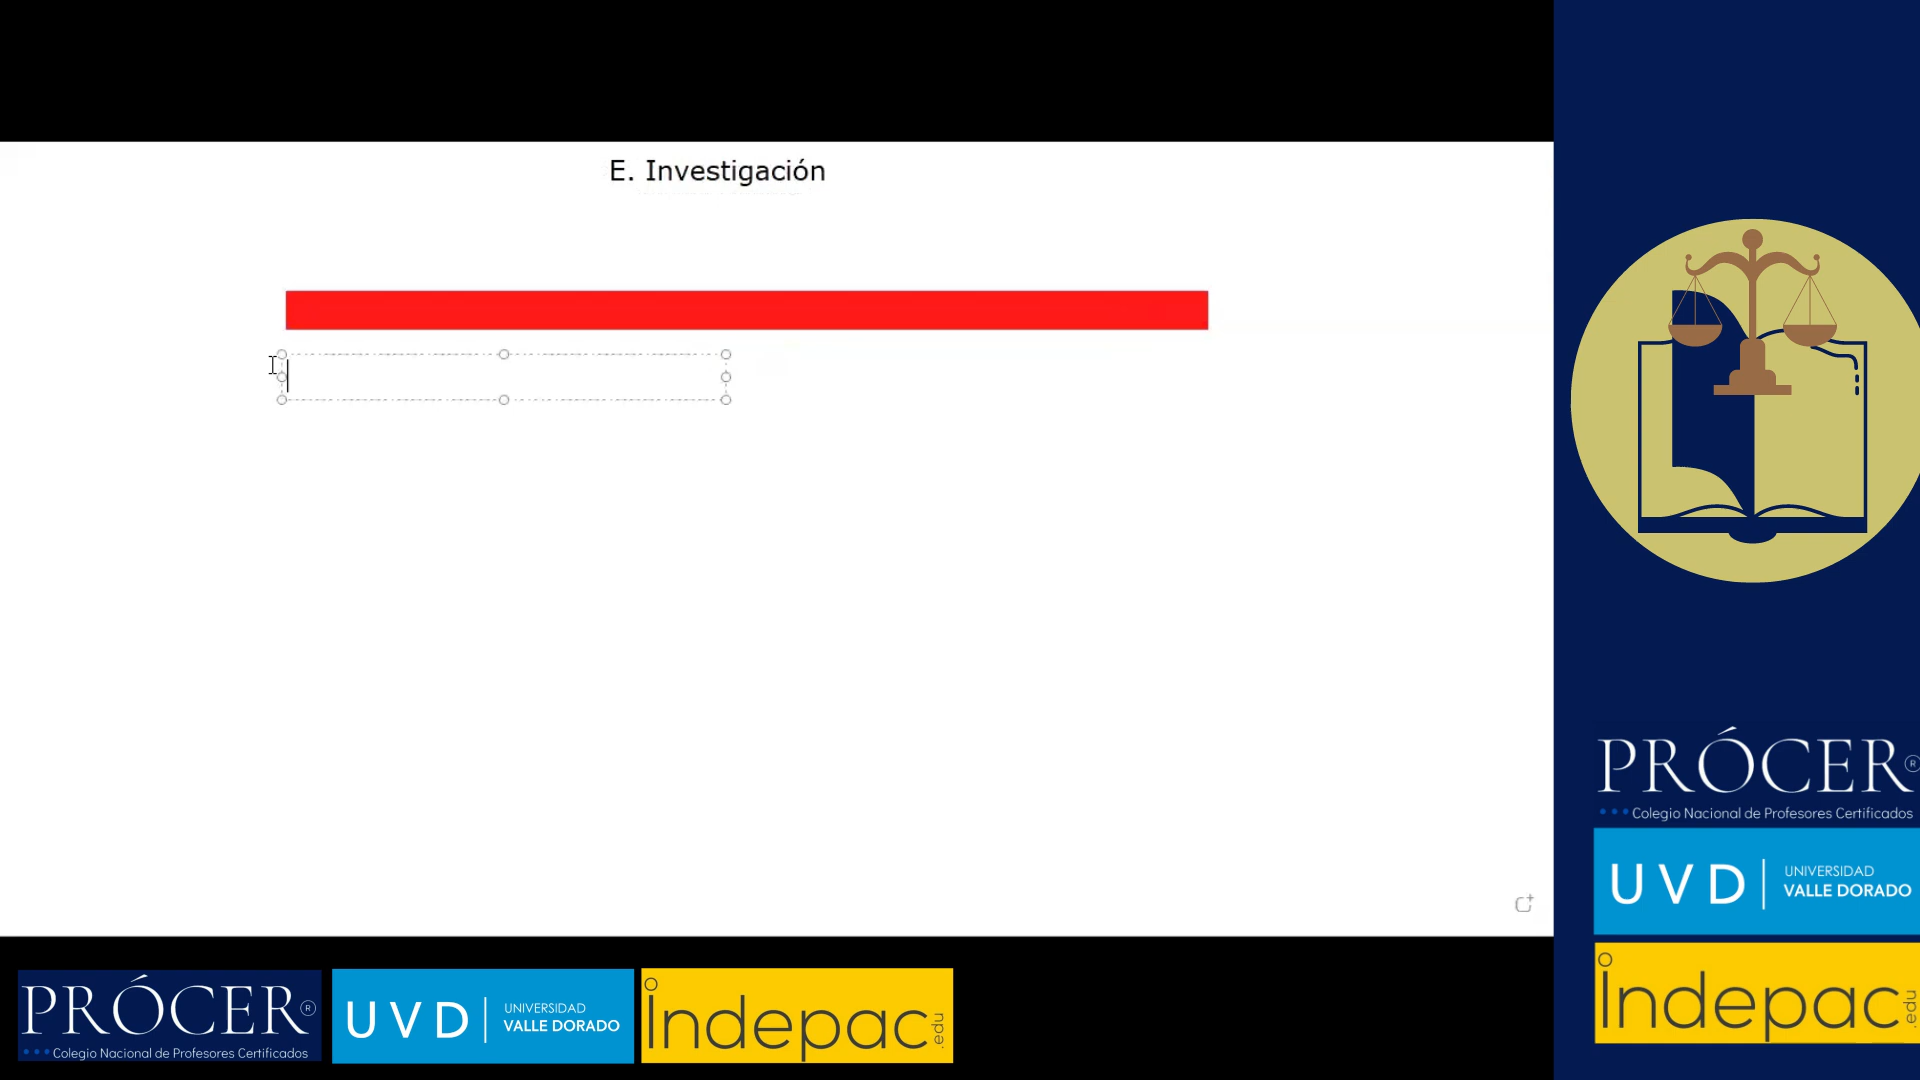 E. Investigación
PRÓCER®
Colegio Nacional de Profesores Certificados
UVD
UNIVERSIDAD
VALLE DORADO
indepac
.edu
PRÓCER®
Colegio Nacional de Profesores Certificados
UVD
UNIVERSIDAD
VALLE DORADO
indepac
.edu